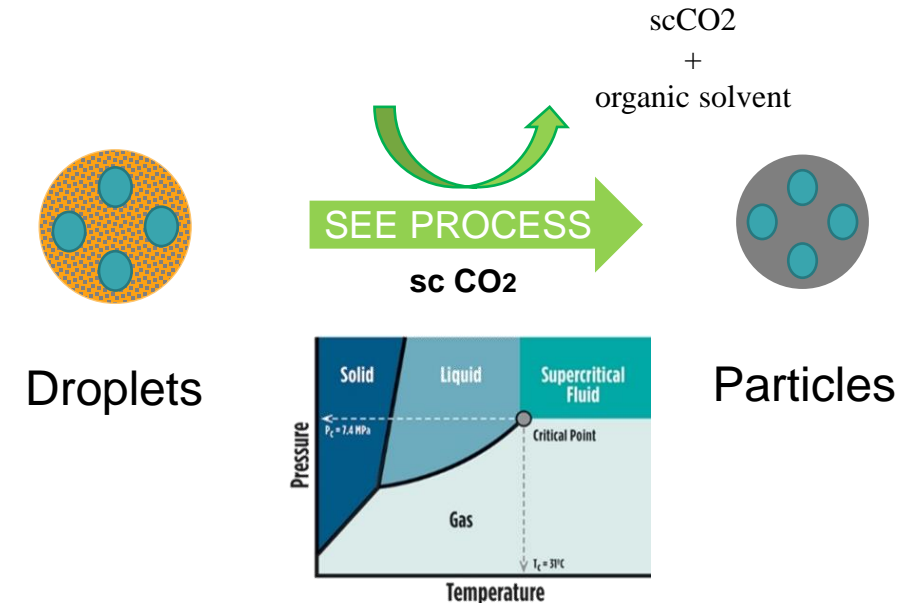 scCO2
+
organic solvent
SEE PROCESS
sc CO2
Droplets
Particles
Solid
Liquid
Supercritical
Fluid
Pc = 7.4 MPa
Critical Point
Pressure
Gas
Tc = 31°C
Temperature